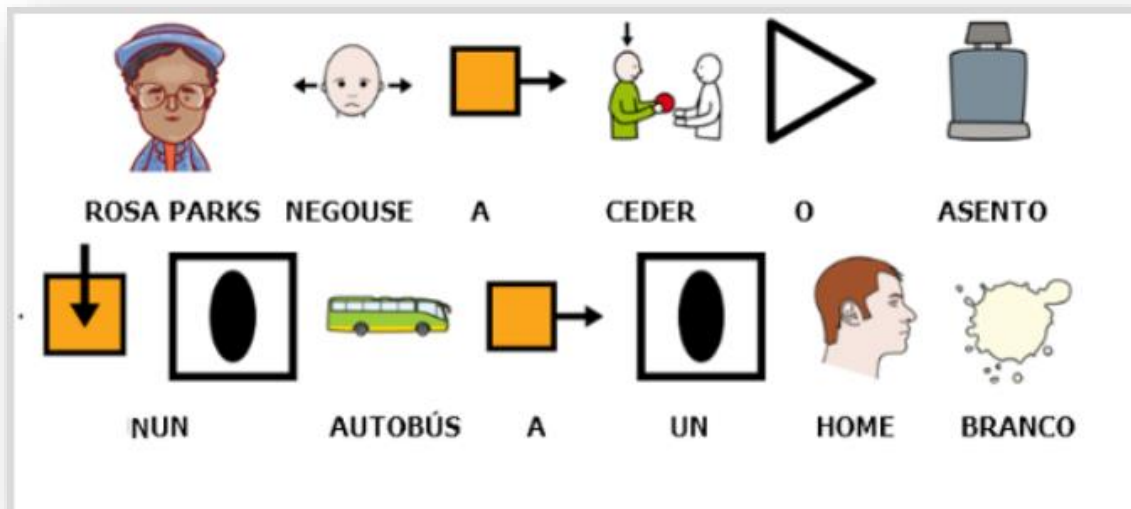 ROSA PARKS NEGOUSE A CEDER O ASENTO
NUN AUTOBÚS A UN HOME BRANCO